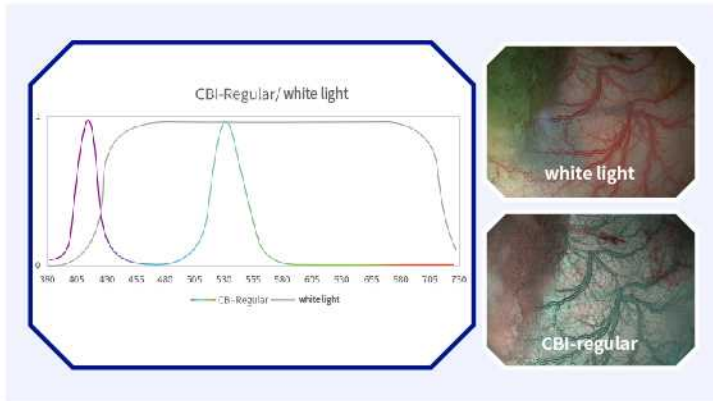 CBI-Regular/ white light
1
0
380 405 430 455 480 505 530 555 580 605 630 655 680 705 730
CBI-Regular white light
white light
CBI-regular